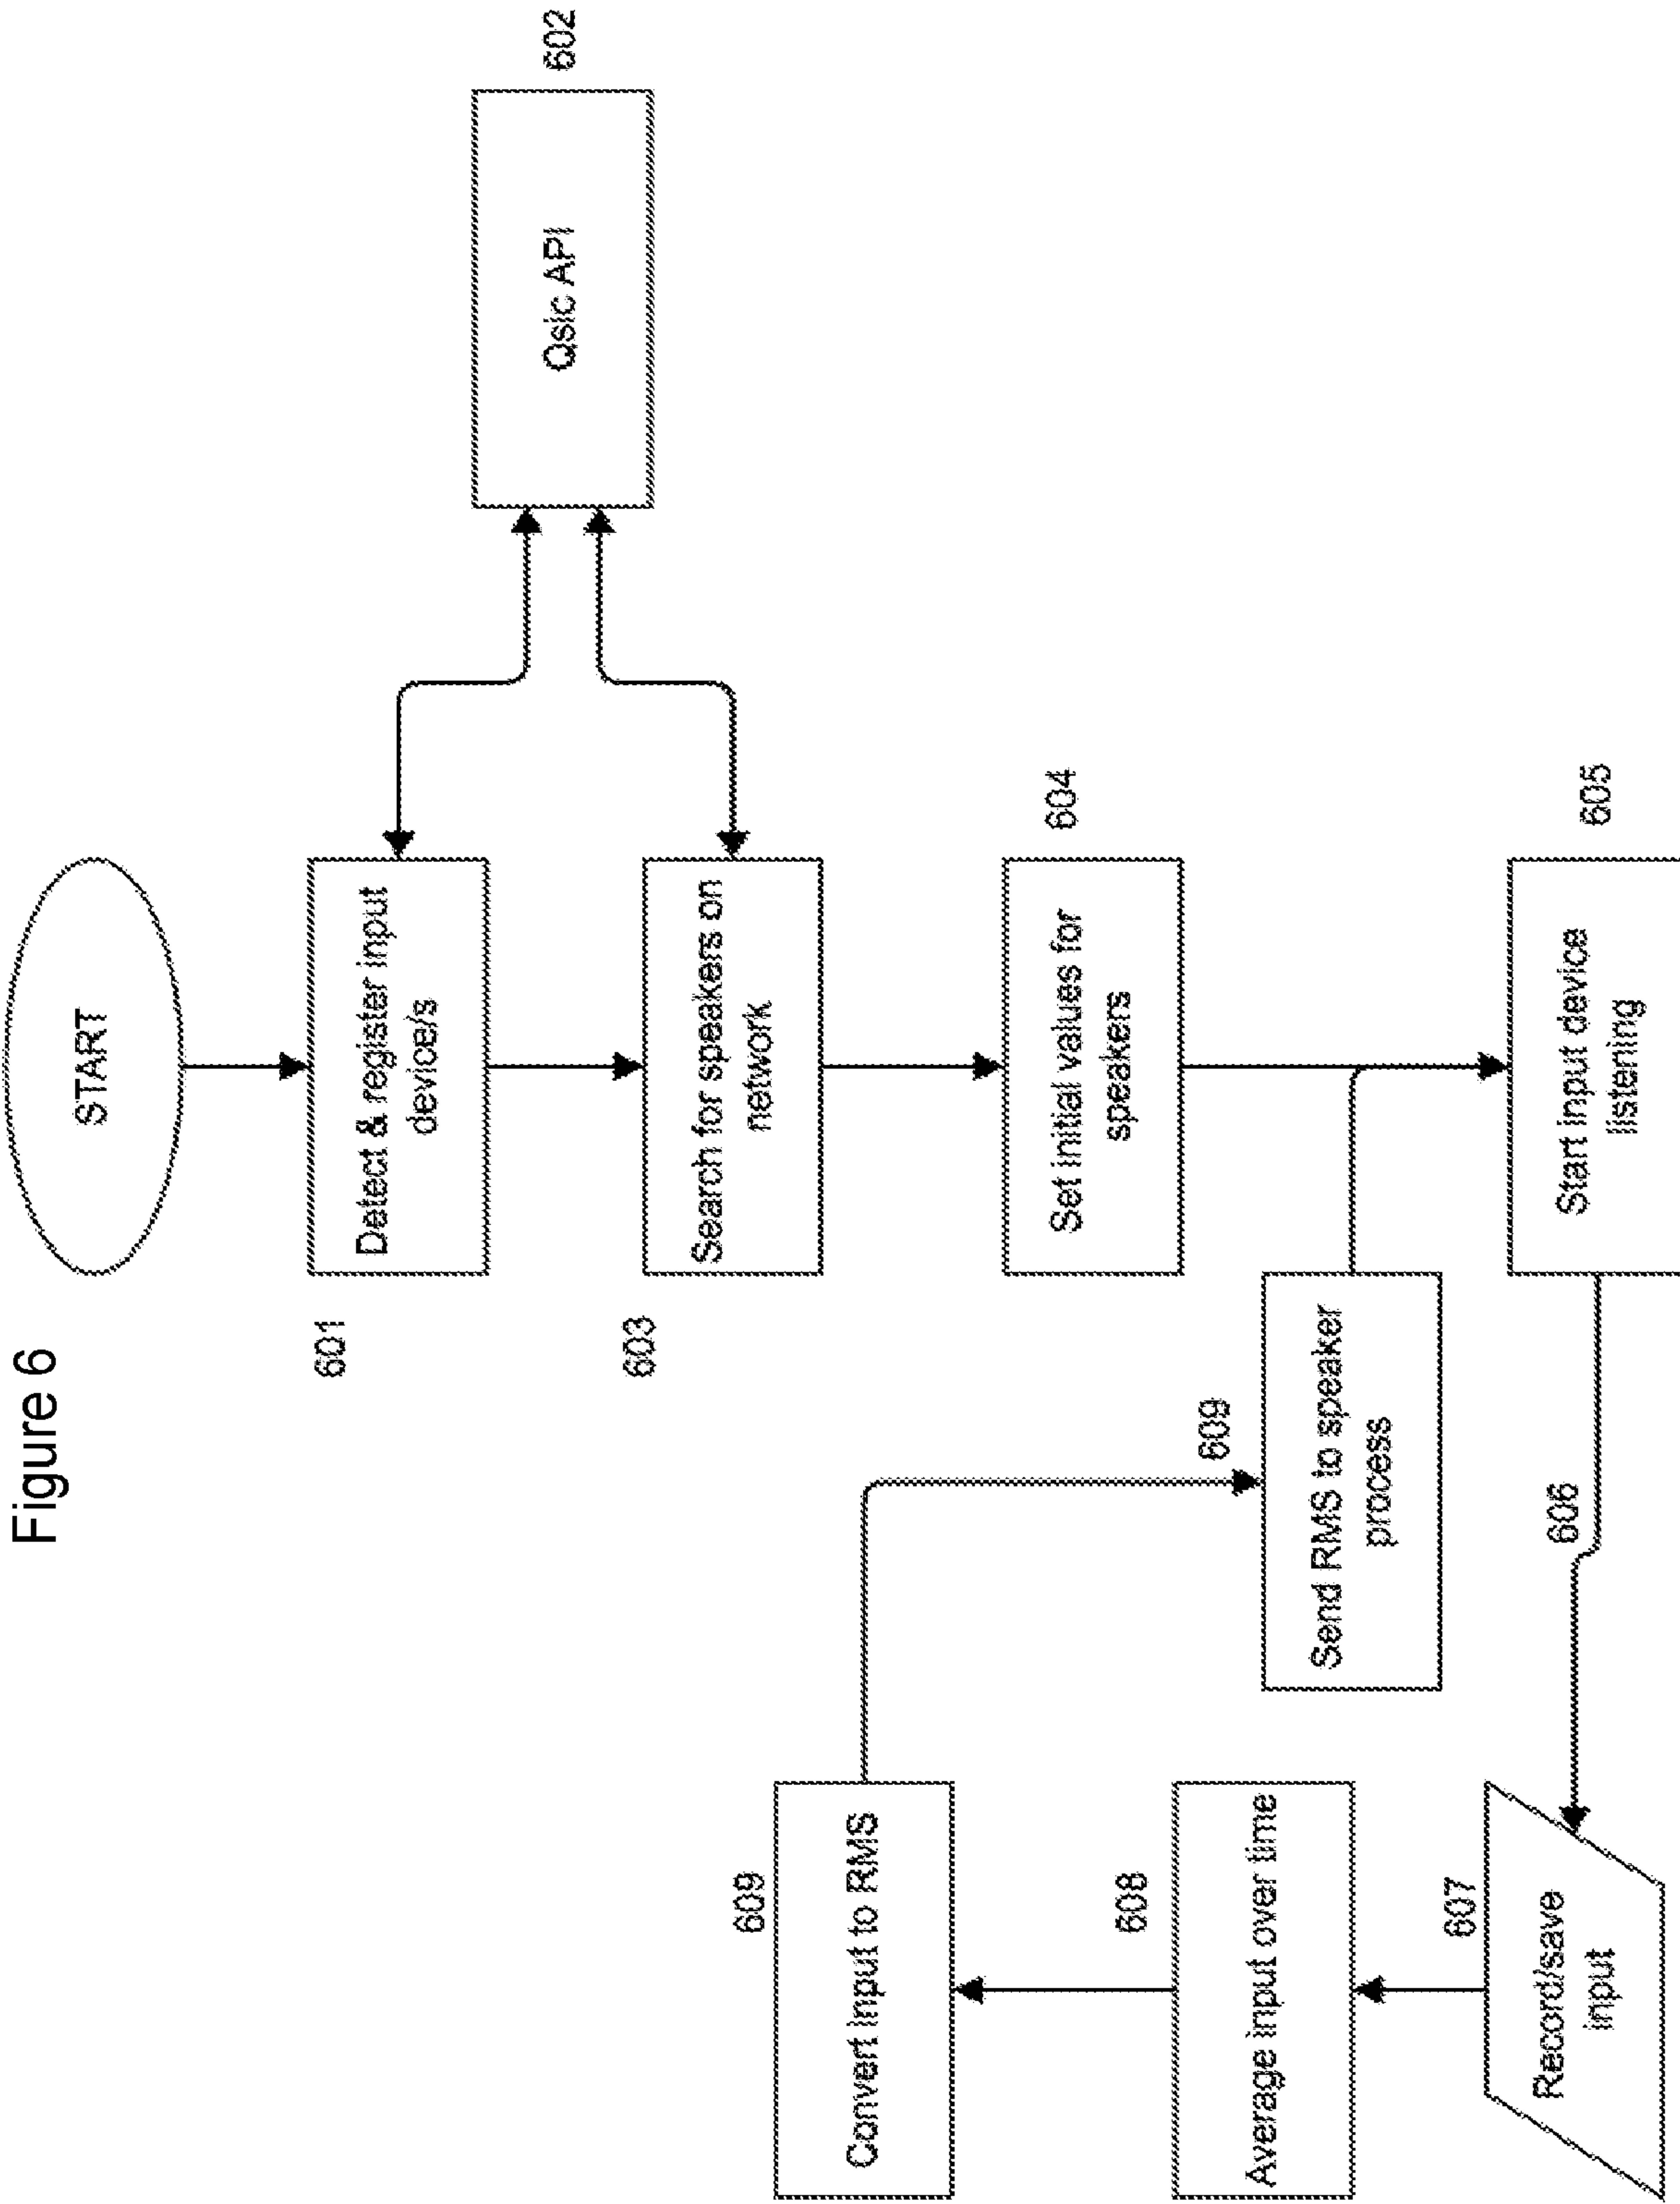 Figure 6
START
601
Detect & register input
device/s
Qsic API
602
603
Search for speakers on
network
Set initial values for
speakers
604
Start input device
listening
605
606
Record/save
input
607
Average input over time
608
Convert input to RMS
609
609
Send RMS to speaker
process